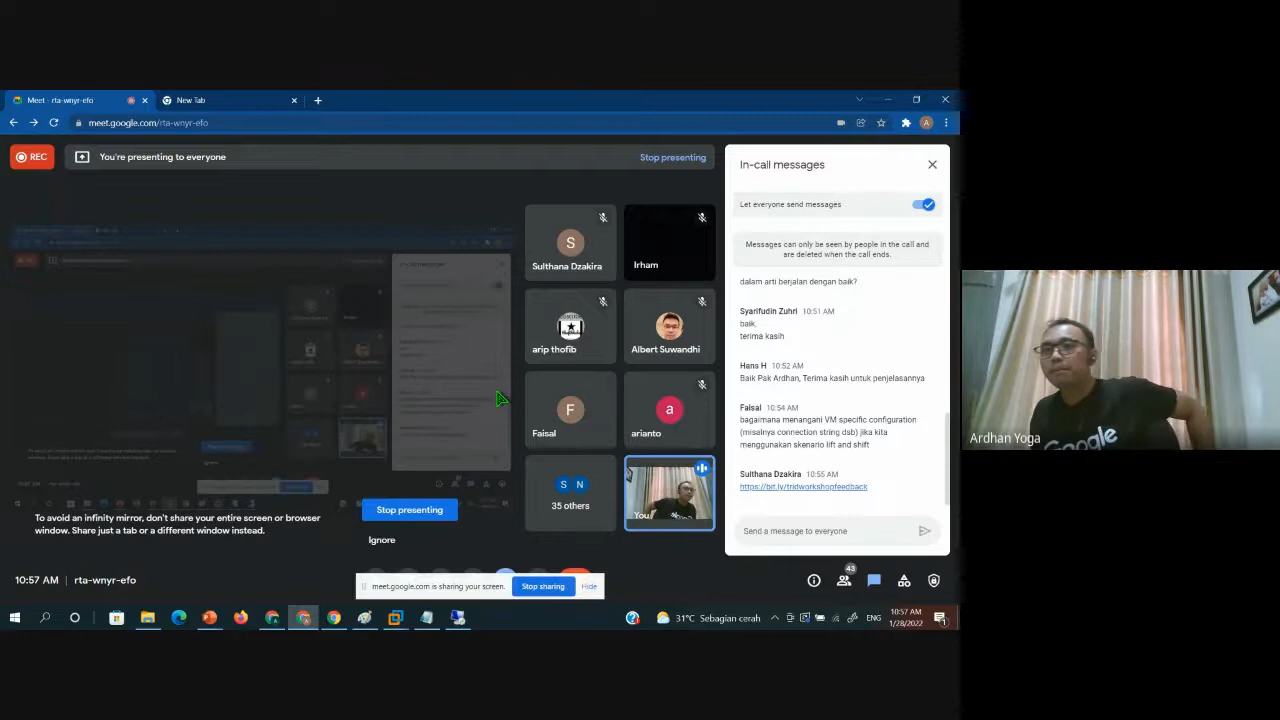 Meet - rta-wnyr-efo
New Tab
meet.google.com/rta-wnyr-efo
A
REC
You're presenting to everyone
Stop presenting
S
Sulthana Dzakira
Irham
arip thofib
Albert Suwandhi
F
Faisal
a
arianto
S N
35 others
You
To avoid an infinity mirror, don't share your entire screen or browser
window. Share just a tab or a different window instead.
Stop presenting
Ignore
10:57 AM | rta-wnyr-efo
meet.google.com is sharing your screen.
Stop sharing
Hide
In-call messages
Let everyone send messages
Messages can only be seen by people in the call and
are deleted when the call ends.
dalam arti berjalan dengan baik?
Syarifudin Zuhri 10:51 AM
baik,
terima kasih
Hans H 10:52 AM
Baik Pak Ardhan, Terima kasih untuk penjelasannya
Faisal 10:54 AM
bagaimana menangani VM specific configuration
(misalnya connection string dsb) jika kita
menggunakan skenario lift and shift
Sulthana Dzakira 10:55 AM
https://bit.ly/tridworkshopfeedback
Send a message to everyone
43
31°C Sebagian cerah
ENG
10:57 AM
1/28/2022
1
Google
Ardhan Yoga